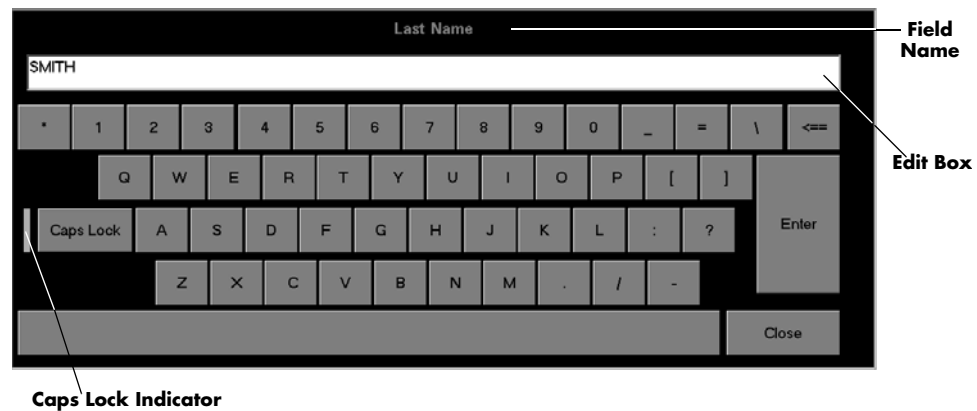 Last Name
Field
Name
SMITH
Edit Box
* 1 2 3 4 5 6 7 8 9 0 _ = \ <==
Q W E R T Y U I O P [ ]
Caps Lock A S D F G H J K L : ? Enter
Z X C V B N M . / -
Close
Caps Lock Indicator